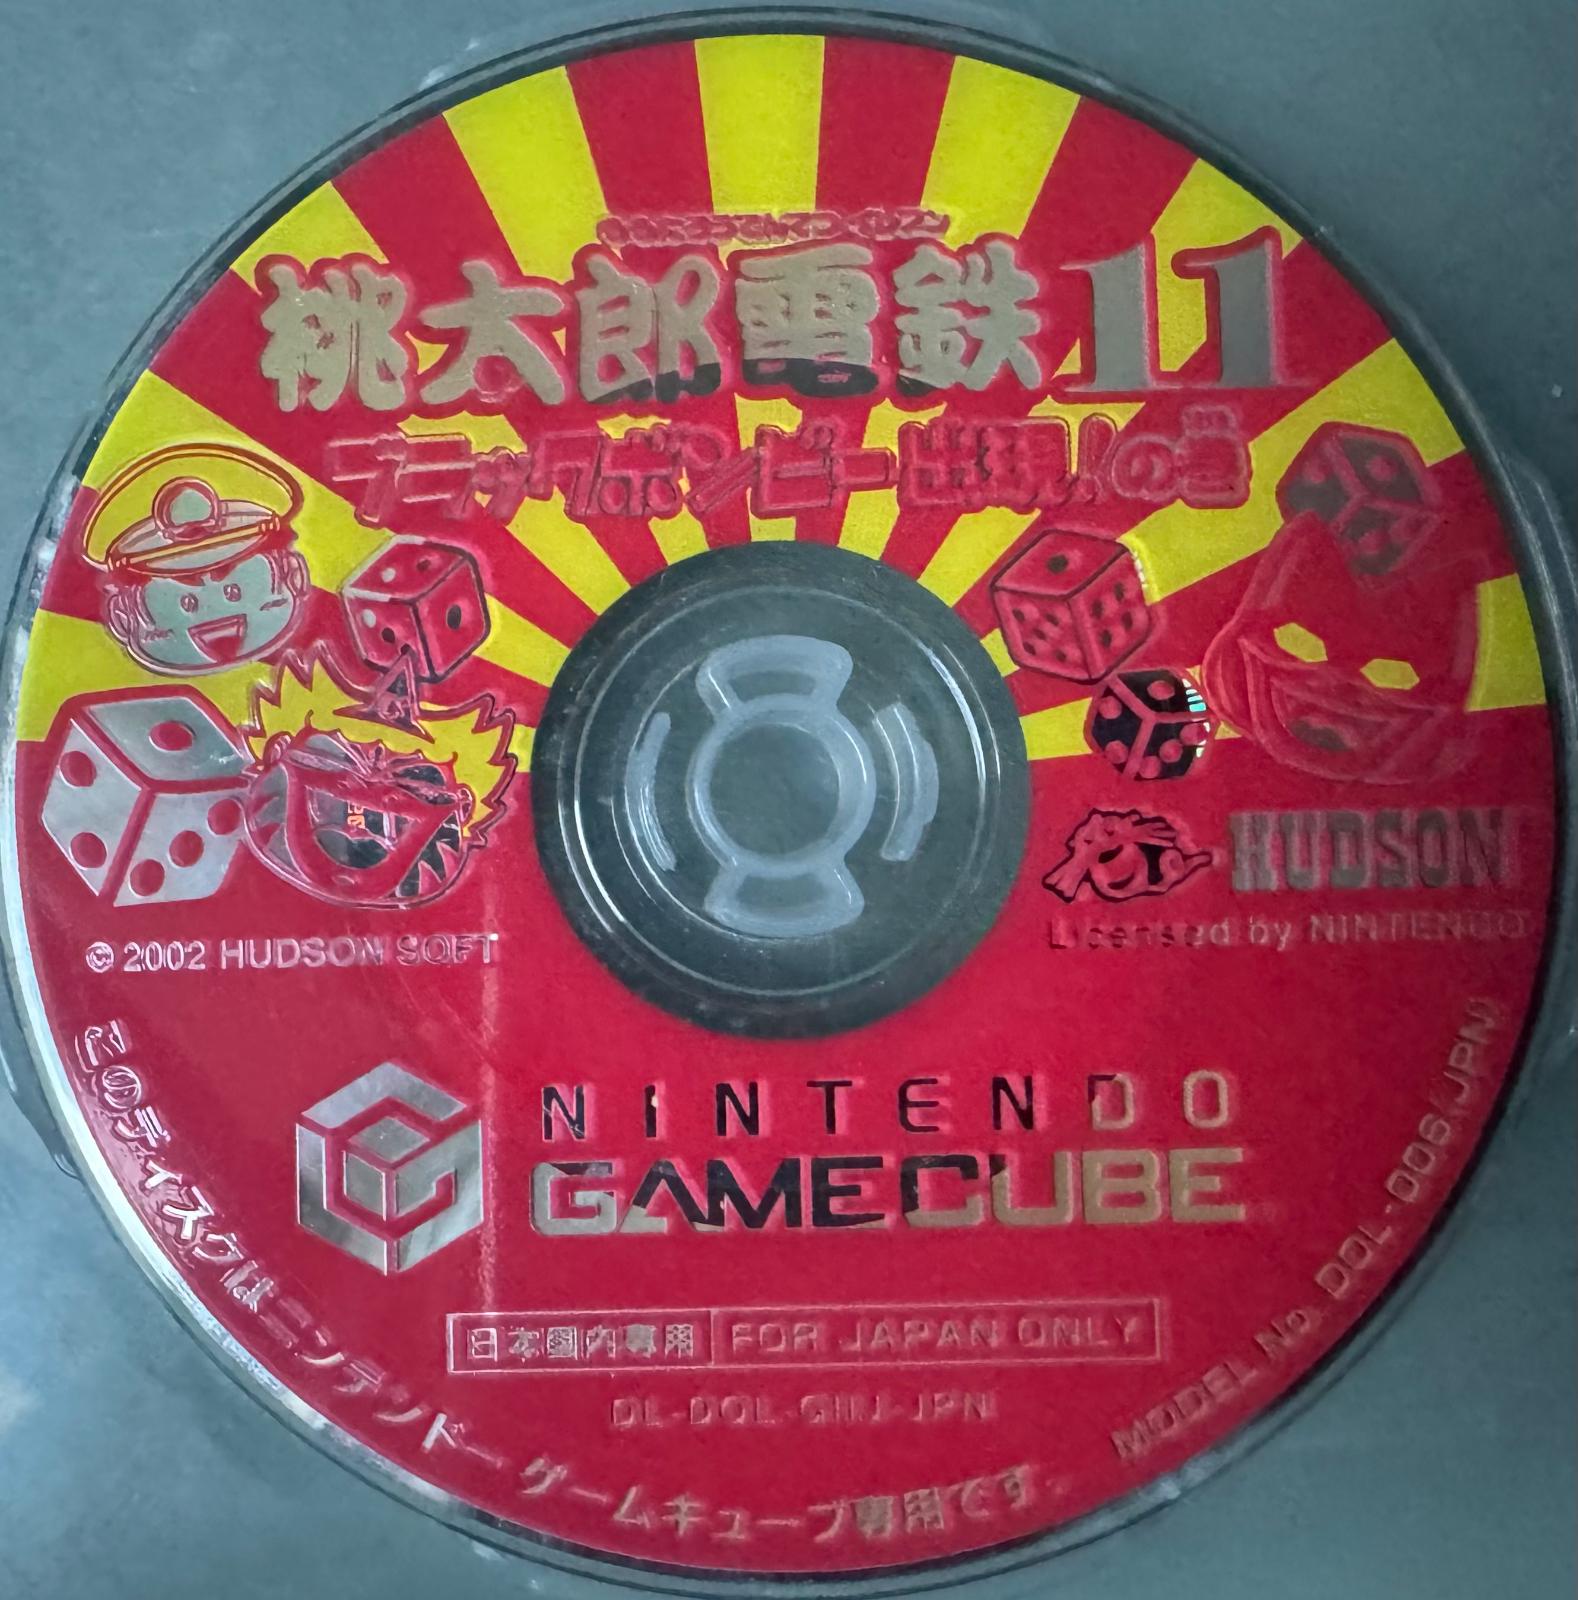 ももたろうでんてつイレブン
桃太郎電鉄11
ブラックボンビー出現!の巻
HUDSON
Licensed by NINTENDO
© 2002 HUDSON SOFT
NINTENDO
GAMECUBE
日本国内専用 FOR JAPAN ONLY
このディスクはニンテンドーゲームキューブ専用です。
MODEL No. DOL-006(JPN)